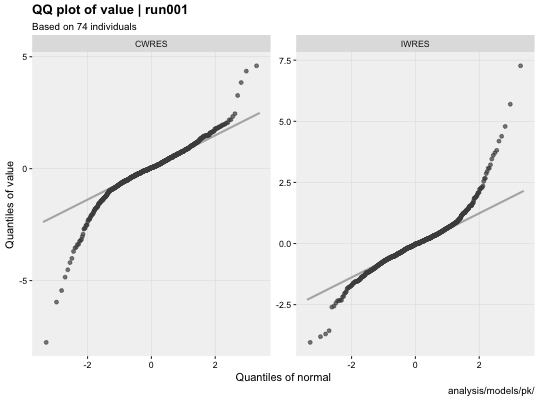 QQ plot of value | run001
Based on 74 individuals
CWRES
IWRES
5
0
-5
7.5
5.0
2.5
0.0
-2.5
-2
0
2
-2
0
2
Quantiles of value
Quantiles of normal
analysis/models/pk/